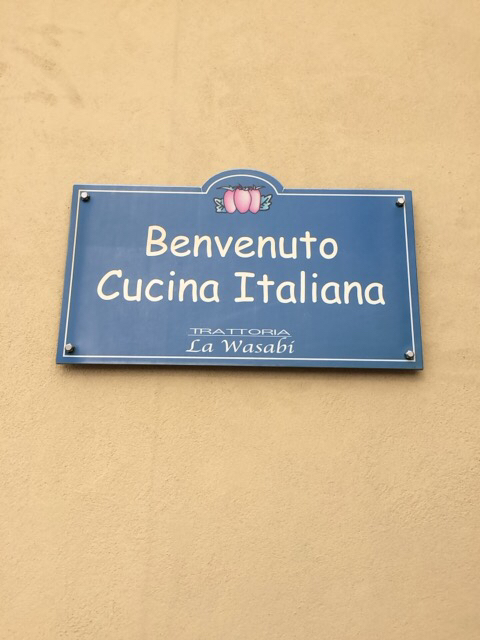 Benvenuto
Cucina Italiana
TRATTORIA
La Wasabi